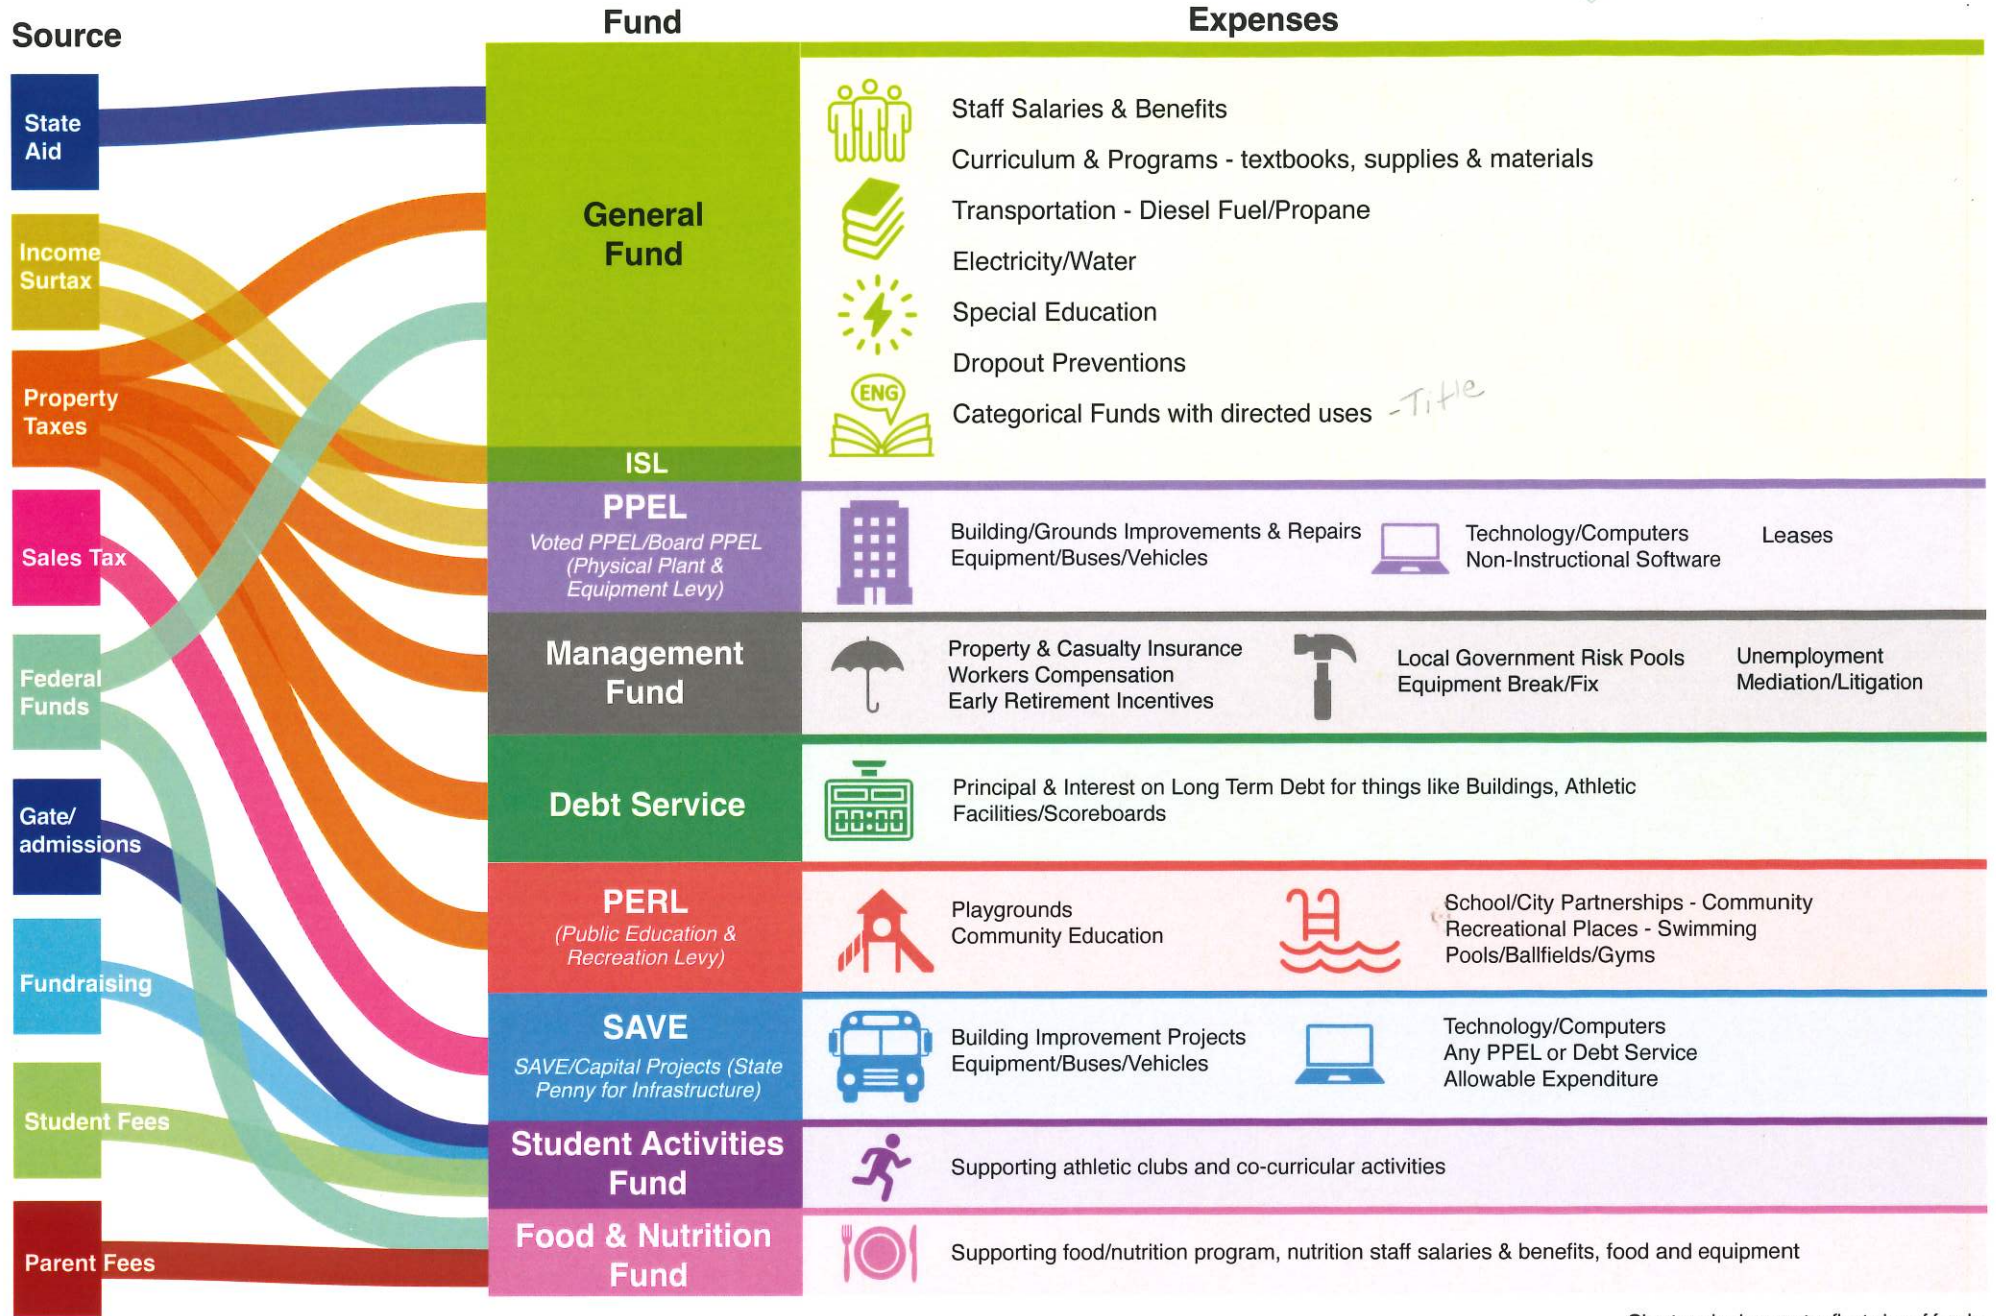 Source
Fund
Expenses
State
Aid
Income
Surtax
Property
Taxes
Sales Tax
Federal
Funds
Gate/
admissions
Fundraising
Student Fees
Parent Fees
General
Fund
ISL
Staff Salaries & Benefits
Curriculum & Programs - textbooks, supplies & materials
Transportation - Diesel Fuel/Propane
Electricity/Water
Special Education
Dropout Preventions
ENG
Categorical Funds with directed uses - Title
PPEL
Voted PPEL/Board PPEL
(Physical Plant &
Equipment Levy)
Building/Grounds Improvements & Repairs
Equipment/Buses/Vehicles
Technology/Computers
Non-Instructional Software
Leases
Management
Fund
Property & Casualty Insurance
Workers Compensation
Early Retirement Incentives
Local Government Risk Pools
Equipment Break/Fix
Unemployment
Mediation/Litigation
Debt Service
Principal & Interest on Long Term Debt for things like Buildings, Athletic
Facilities/Scoreboards
PERL
(Public Education &
Recreation Levy)
Playgrounds
Community Education
School/City Partnerships - Community
Recreational Places - Swimming
Pools/Ballfields/Gyms
SAVE
SAVE/Capital Projects (State
Penny for Infrastructure)
Building Improvement Projects
Equipment/Buses/Vehicles
Technology/Computers
Any PPEL or Debt Service
Allowable Expenditure
Student Activities
Fund
Supporting athletic clubs and co-curricular activities
Food & Nutrition
Fund
Supporting food/nutrition program, nutrition staff salaries & benefits, food and equipment